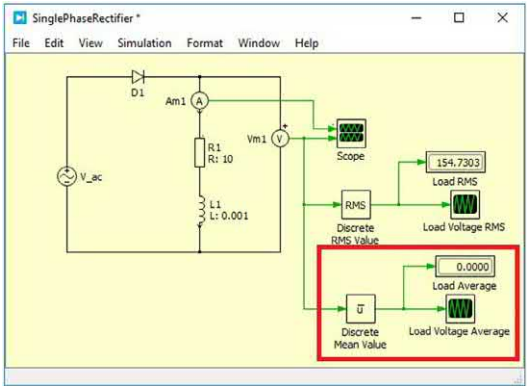 SinglePhaseRectifier *
File Edit View Simulation Format Window Help
D1
Am1 A
R1
R: 10
Vm1 V
Scope
V_ac
154.7303
Load RMS
L1
L: 0.001
RMS
Discrete
RMS Value
Load Voltage RMS
0.0000
Load Average
u
Discrete
Mean Value
Load Voltage Average